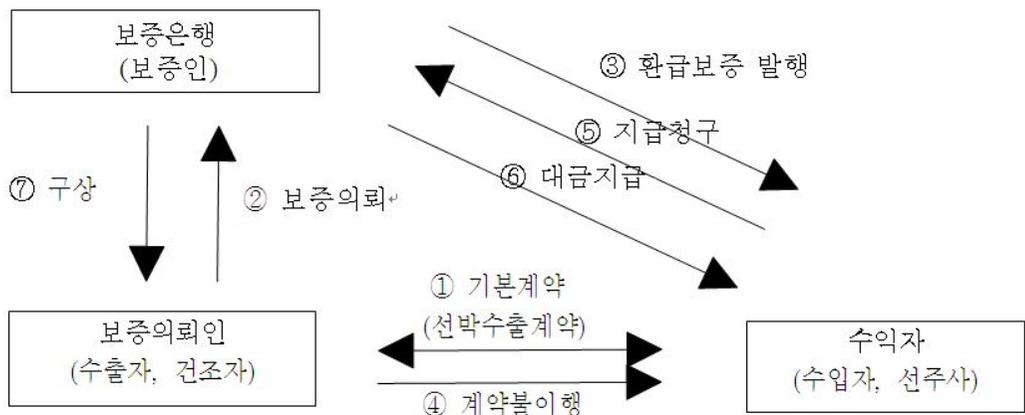 보증은행
(보증인)
③ 환급보증 발행
⑤ 지급청구
⑥ 대금지급
⑦ 구상
② 보증의뢰↵
① 기본계약
(선박수출계약)
보증의뢰인
(수출자, 건조자)
수익자
(수입자, 선주사)
④ 계약불이행